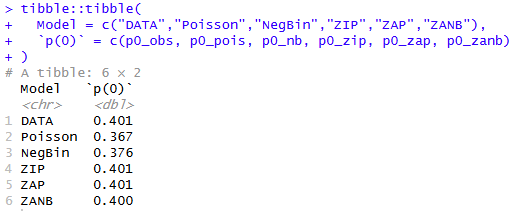 > tibble::tibble(
+   Model = c("DATA","Poisson","NegBin","ZIP","ZAP","ZANB"),
+   `p(0)` = c(p0_obs, p0_pois, p0_nb, p0_zip, p0_zap, p0_zanb)
+ )
# A tibble: 6 × 2
  Model   `p(0)`
  <chr>    <dbl>
1 DATA     0.401
2 Poisson  0.367
3 NegBin   0.376
4 ZIP      0.401
5 ZAP      0.401
6 ZANB     0.400